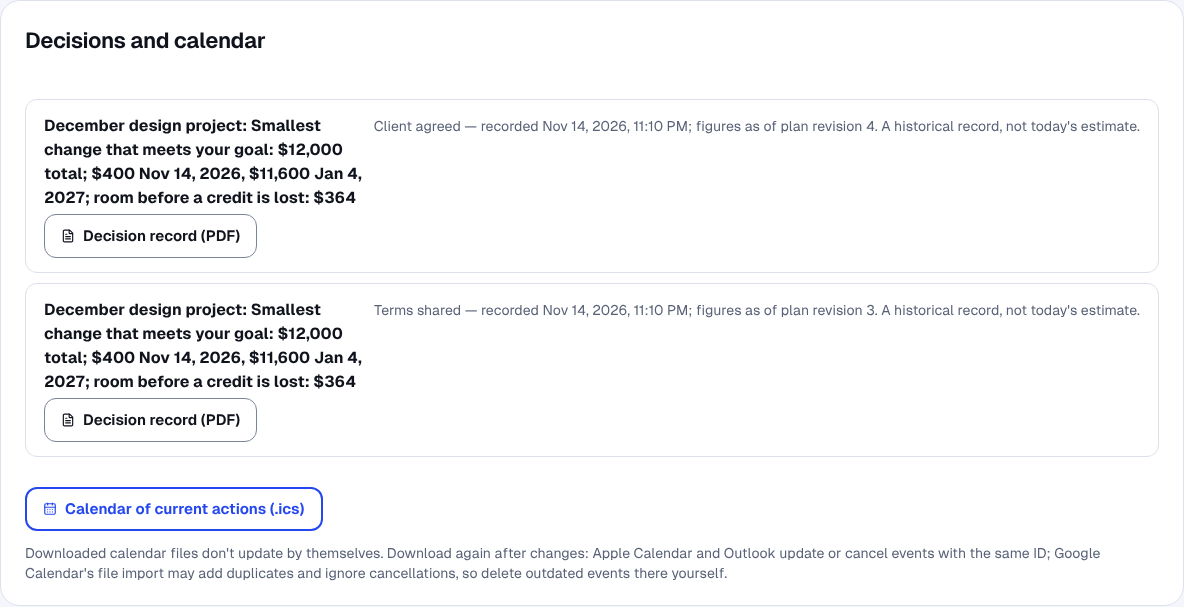 Decisions and calendar
December design project: Smallest
change that meets your goal: $12,000
total; $400 Nov 14, 2026, $11,600 Jan 4,
2027; room before a credit is lost: $364
Client agreed — recorded Nov 14, 2026, 11:10 PM; figures as of plan revision 4. A historical record, not today's estimate.
Decision record (PDF)
December design project: Smallest
change that meets your goal: $12,000
total; $400 Nov 14, 2026, $11,600 Jan 4,
2027; room before a credit is lost: $364
Terms shared — recorded Nov 14, 2026, 11:10 PM; figures as of plan revision 3. A historical record, not today's estimate.
Decision record (PDF)
Calendar of current actions (.ics)
Downloaded calendar files don't update by themselves. Download again after changes: Apple Calendar and Outlook update or cancel events with the same ID; Google
Calendar's file import may add duplicates and ignore cancellations, so delete outdated events there yourself.